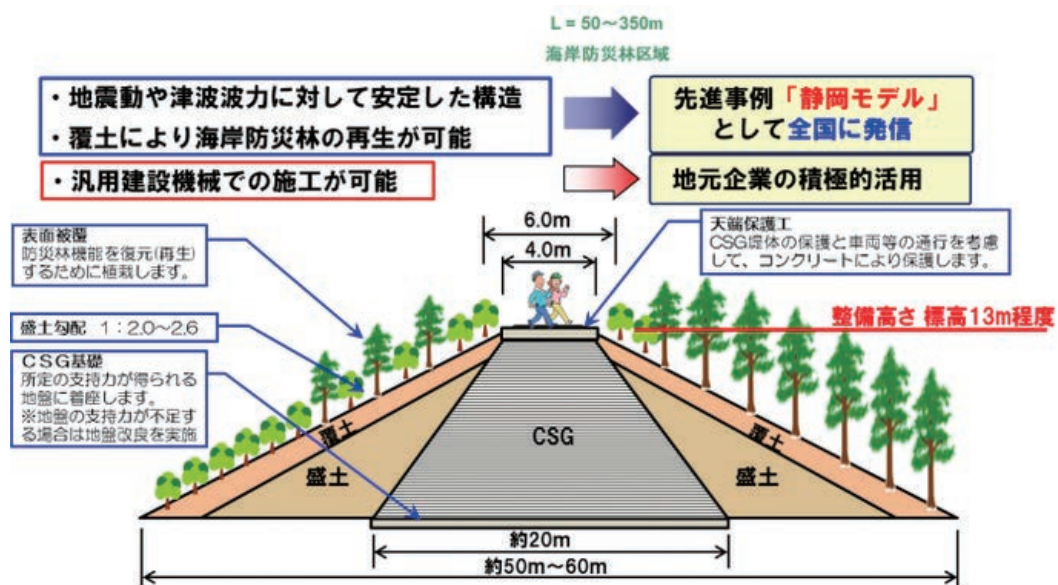 L = 50～350m
海岸防災林区域
・地震動や津波波力に対して安定した構造
・覆土により海岸防災林の再生が可能
先進事例「静岡モデル」
として全国に発信
・汎用建設機械での施工が可能
地元企業の積極的活用
6.0m
4.0m
表面被覆
防災林機能を復元(再生)
するために植栽します。
天端保護工
CSG堤体の保護と車両等の通行を考慮
して、コンクリートにより保護します。
盛土勾配 1：2.0～2.6
整備高さ 標高13m程度
CSG基礎
所定の支持力が得られる
地盤に着座します。
※地盤の支持力が不足す
る場合は地盤改良を実施
覆土
盛土
CSG
覆土
盛土
約20m
約50m～60m